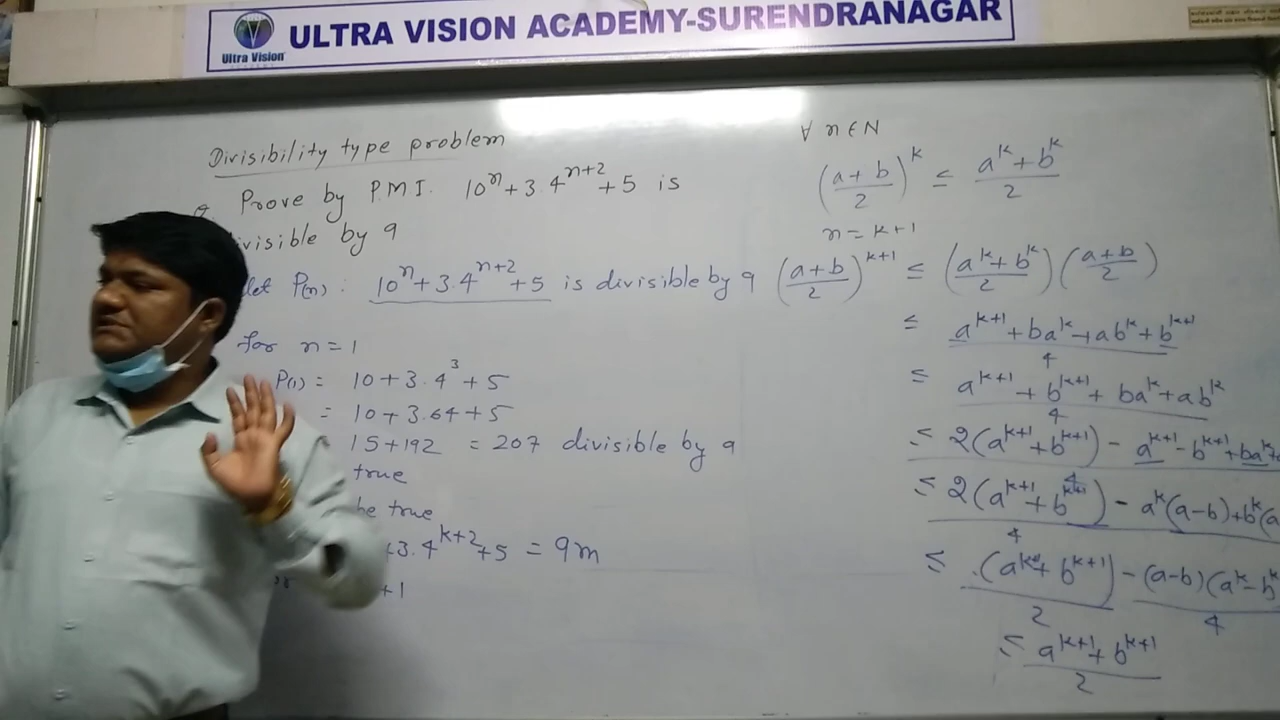 ULTRA VISION ACADEMY-SURENDRANAGAR
Ultra Vision
Divisibility type problem
Prove by P.M.I. 10^n + 3.4^{n+2} + 5 is
ivisible by 9
let P(n) : 10^n + 3.4^{n+2} + 5 is divisible by 9
for n = 1
P(1) = 10 + 3.4^3 + 5
= 10 + 3.64 + 5
15 + 192 = 207 divisible by 9
true
be true
+3.4^{k+2} + 5 = 9m
+1
∀ n ∈ N
((a+b)/2)^k ≤ (a^k + b^k)/2
n = k+1
((a+b)/2)^{k+1} ≤ ((a^k + b^k)/2) ((a+b)/2)
≤ (a^{k+1} + ba^k + ab^k + b^{k+1})/4
≤ (a^{k+1} + b^{k+1} + ba^k + ab^k)/4
≤ (2(a^{k+1} + b^{k+1}) - a^{k+1} - b^{k+1} + ba^k +)/4
≤ (2(a^{k+1} + b^{k+1}) - a^k(a-b) + b^k(a)/4
≤ (a^{k+1} + b^{k+1})/2 - (a-b)(a^k - b^k/4
≤ (a^{k+1} + b^{k+1})/2